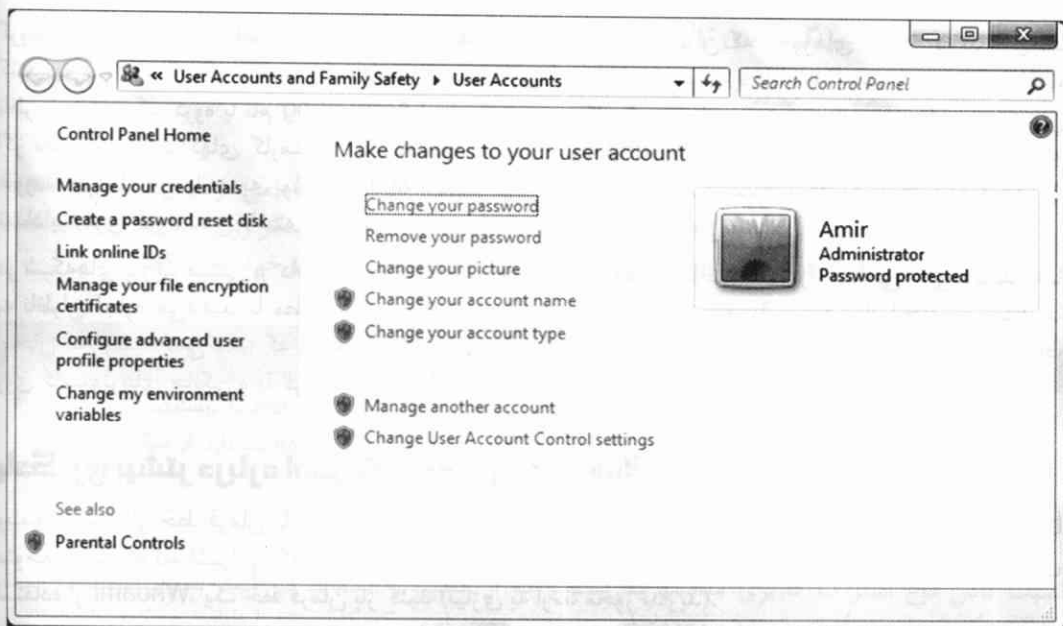 « User Accounts and Family Safety ▸ User Accounts
Search Control Panel
Control Panel Home
Manage your credentials
Create a password reset disk
Link online IDs
Manage your file encryption
certificates
Configure advanced user
profile properties
Change my environment
variables
See also
Parental Controls
Make changes to your user account
Change your password
Remove your password
Change your picture
Change your account name
Change your account type
Manage another account
Change User Account Control settings
Amir
Administrator
Password protected